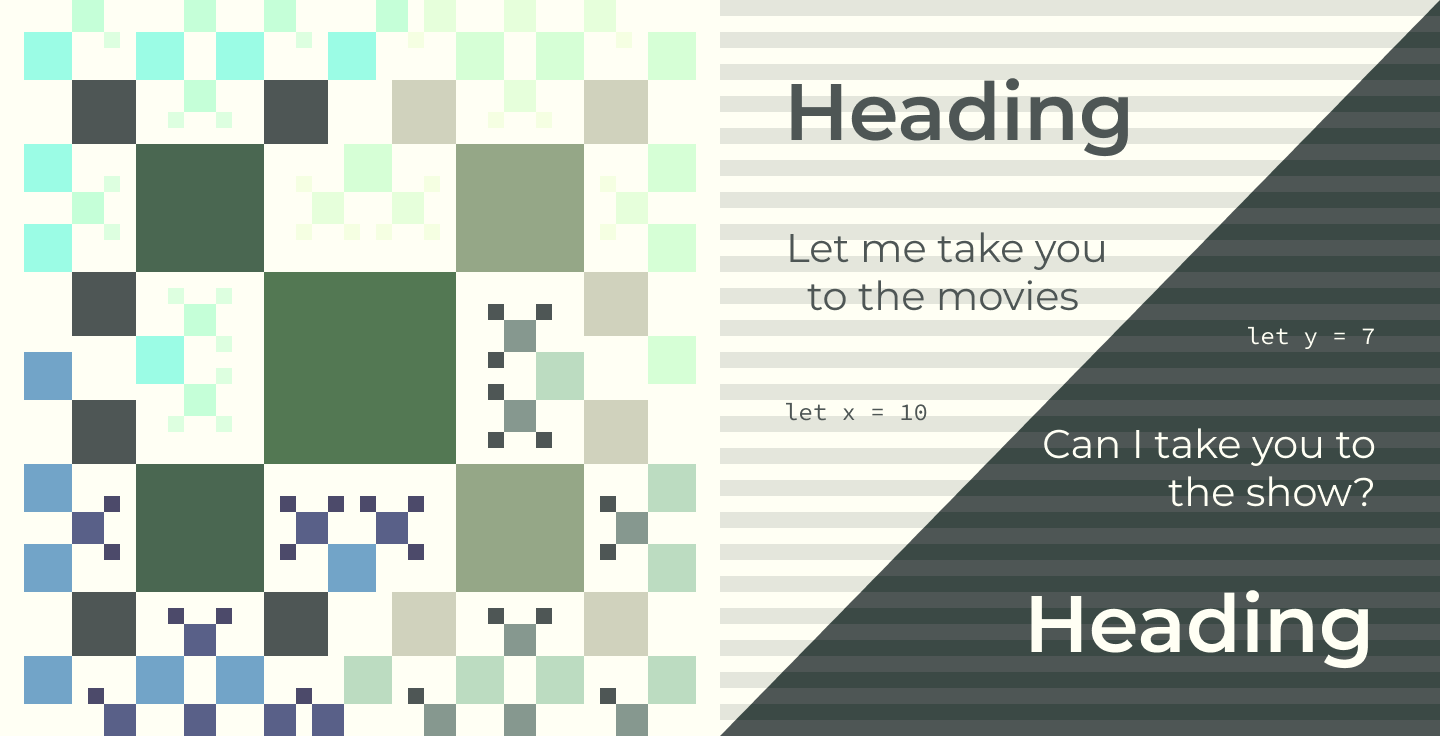 Heading
Let me take you
to the movies
let x = 10
let y = 7
Can I take you to
the show?
Heading